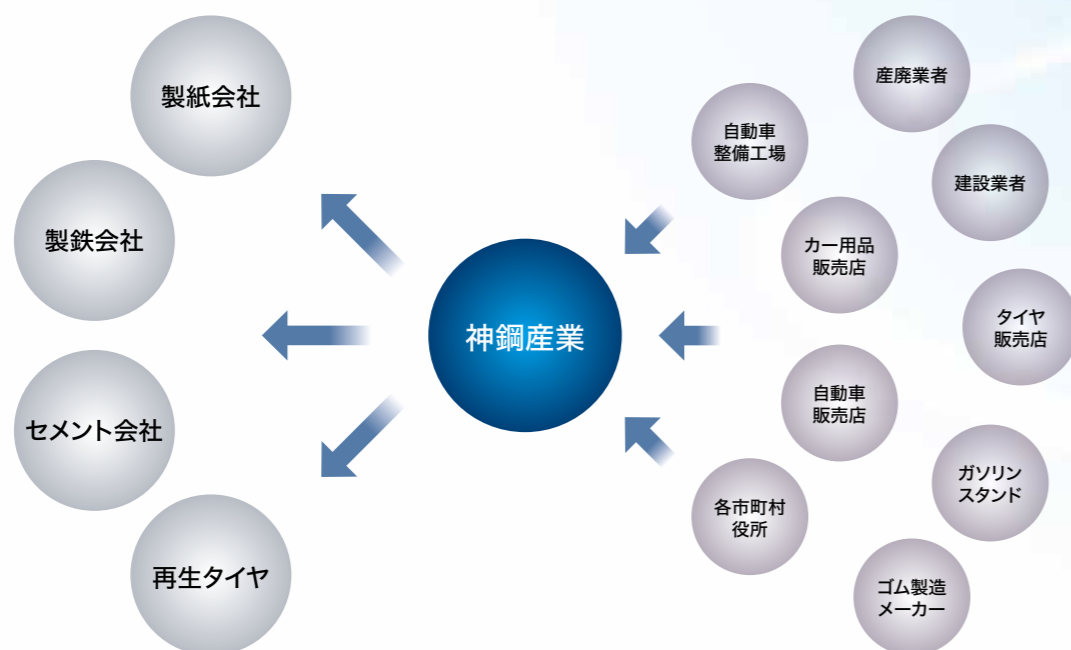 製紙会社
製鉄会社
セメント会社
再生タイヤ
神鋼産業
産廃業者
自動車
整備工場
建設業者
カー用品
販売店
タイヤ
販売店
自動車
販売店
ガソリン
スタンド
各市町村
役所
ゴム製造
メーカー